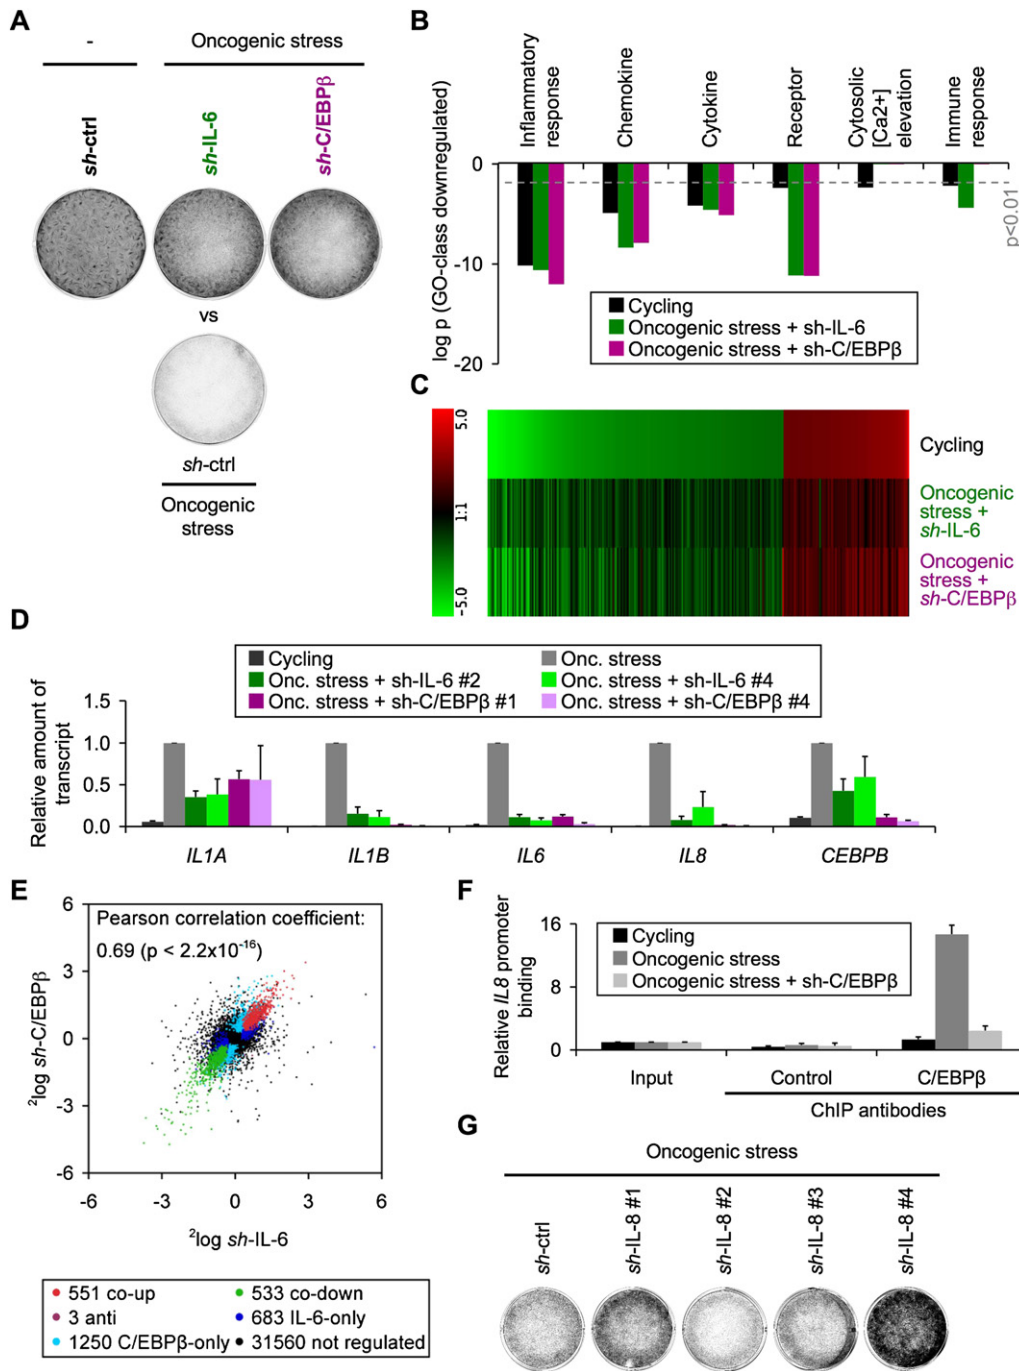 A
-
Oncogenic stress
sh-ctrl
sh-IL-6
sh-C/EBPβ
vs
sh-ctrl
Oncogenic
stress
B
Inflammatory
response
Chemokine
Cytokine
Receptor
Cytosolic
[Ca2+]
elevation
Immune
response
log p (GO-class downregulated)
0
-10
-20
p<0.01
Cycling
Oncogenic stress + sh-IL-6
Oncogenic stress + sh-C/EBPβ
C
5.0
1:1
-5.0
Cycling
Oncogenic
stress +
sh-IL-6
Oncogenic
stress +
sh-C/EBPβ
D
Cycling
Onc. stress
Onc. stress + sh-IL-6 #2
Onc. stress + sh-IL-6 #4
Onc. stress + sh-C/EBPβ #1
Onc. stress + sh-C/EBPβ #4
Relative amount of
transcript
1.5
1.0
0.5
0.0
IL1A
IL1B
IL6
IL8
CEBPB
E
Pearson correlation coefficient:
0.69 (p < 2.2x10-16)
2log sh-C/EBPβ
6
3
0
-3
-6
-6
-3
0
3
6
2log sh-IL-6
551 co-up
533 co-down
3 anti
683 IL-6-only
1250 C/EBPβ-only
31560 not regulated
F
Relative IL8 promoter
binding
16
8
0
Cycling
Oncogenic stress
Oncogenic stress + sh-C/EBPβ
Input
Control
C/EBPβ
ChIP antibodies
G
Oncogenic stress
sh-ctrl
sh-IL-8 #1
sh-IL-8 #2
sh-IL-8 #3
sh-IL-8 #4